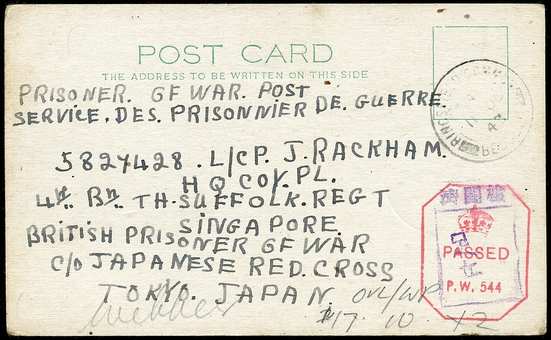 POST CARD
THE ADDRESS TO BE WRITTEN ON THIS SIDE
PRISONER. OF WAR. POST
SERVICE. DES. PRISONNIER DE. GUERRE.
5827428. L/CP. J. RACKHAM.
HQ COY. PL.
4th. Bn. TH. SUFFOLK. REGT
SINGAPORE.
BRITISH PRISONER OF WAR
C/O JAPANESE RED. CROSS
TOKYO. JAPAN.
PASSED
P.W. 544
17 10 42